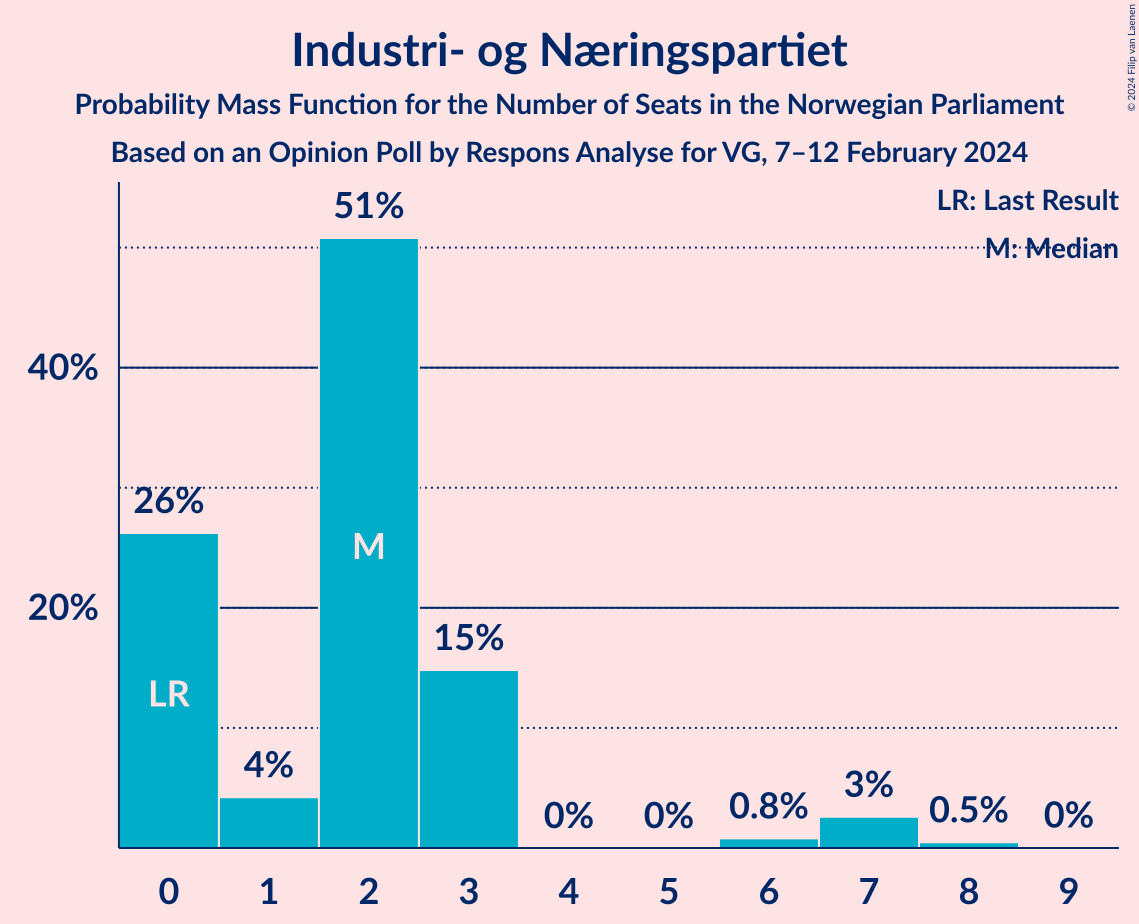 Industri- og Næringspartiet
Probability Mass Function for the Number of Seats in the Norwegian Parliament
Based on an Opinion Poll by Respons Analyse for VG, 7–12 February 2024
© 2024 Filip van Laenen
LR: Last Result
M: Median
51%
40%
26%
M
20%
15%
LR
4%
0%
0%
0.8%
3%
0.5%
0%
0 1 2 3 4 5 6 7 8 9